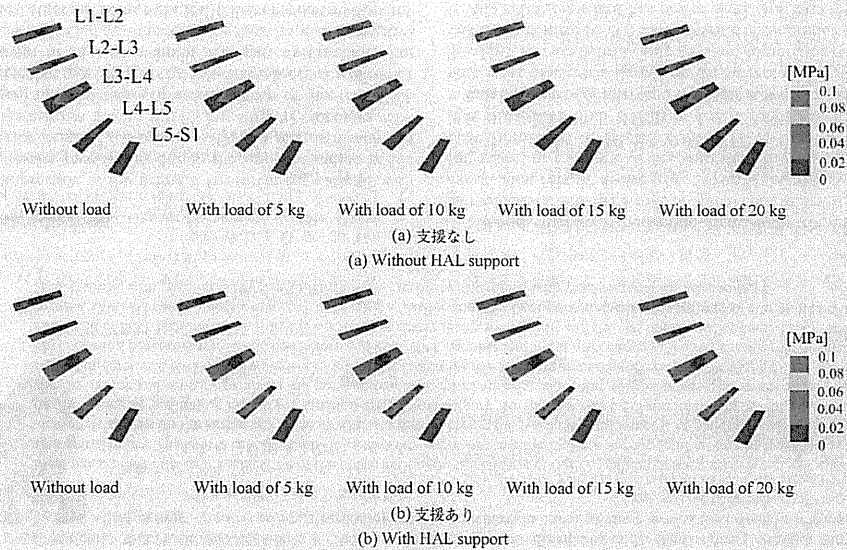 L1-L2
L2-L3
L3-L4
L4-L5
L5-S1
[MPa]
0.1
0.08
0.06
0.04
0.02
0
Without load
With load of 5 kg
With load of 10 kg
With load of 15 kg
With load of 20 kg
(a) 支援なし
(a) Without HAL support
[MPa]
0.1
0.08
0.06
0.04
0.02
0
Without load
With load of 5 kg
With load of 10 kg
With load of 15 kg
With load of 20 kg
(b) 支援あり
(b) With HAL support